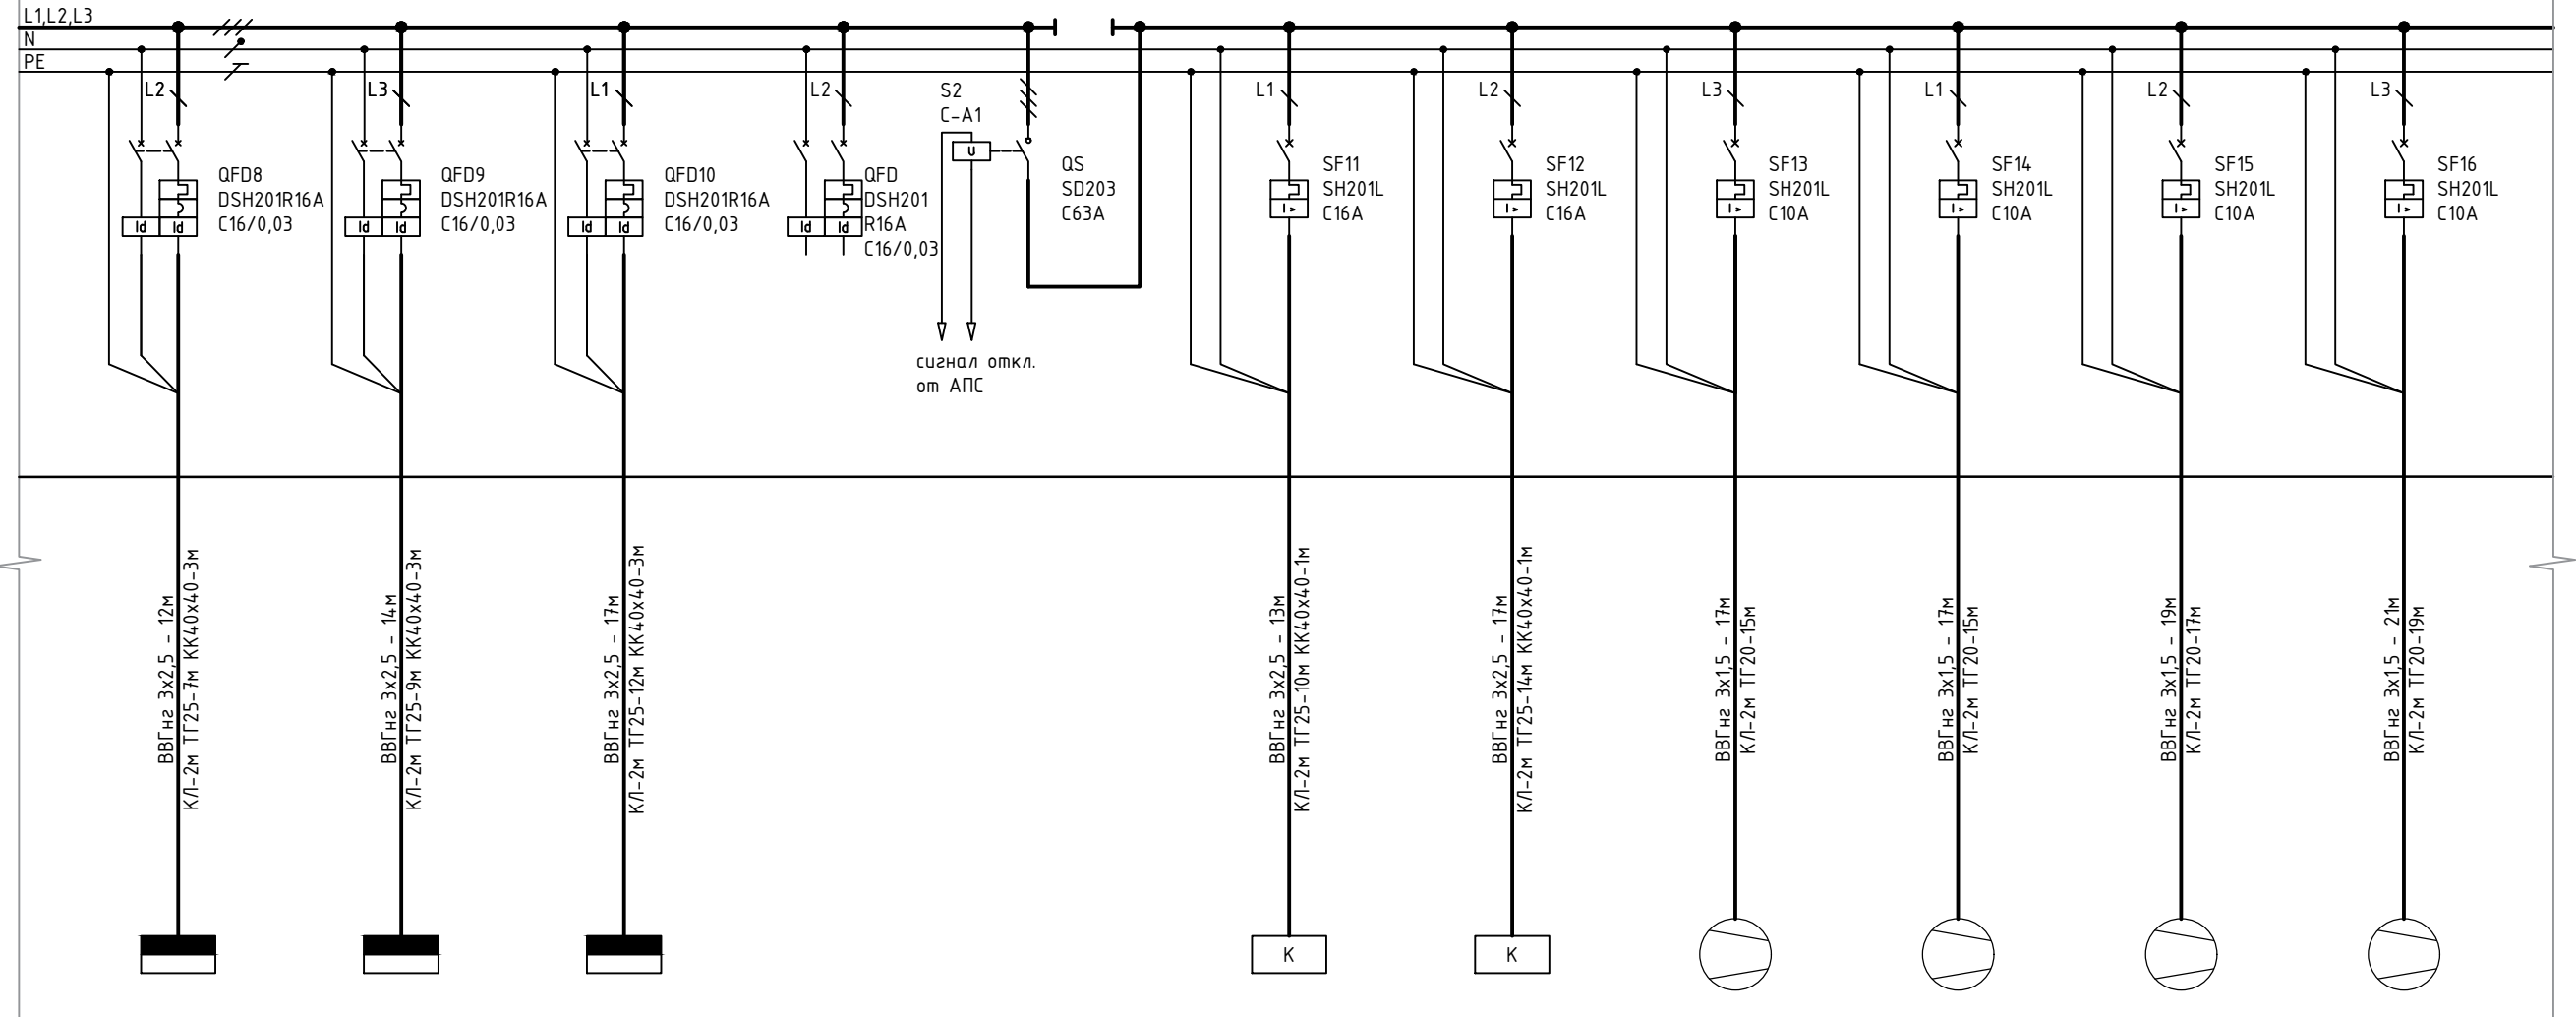 L1,L2,L3
N
PE
L2
QFD8
DSH201R16A
C16/0,03
Id
Id
L3
QFD9
DSH201R16A
C16/0,03
Id
Id
L1
QFD10
DSH201R16A
C16/0,03
Id
Id
L2
QFD
DSH201
R16A
C16/0,03
Id
Id
S2
C-A1
U
QS
SD203
C63A
сигнал откл.
от АПС
L1
SF11
SH201L
C16A
I>
L2
SF12
SH201L
C16A
I>
L3
SF13
SH201L
C10A
I>
L1
SF14
SH201L
C10A
I>
L2
SF15
SH201L
C10A
I>
L3
SF16
SH201L
C10A
I>
ВВГнг 3х2,5 - 12м
КЛ-2м ТГ25-7м КК40х40-3м
ВВГнг 3х2,5 - 14м
КЛ-2м ТГ25-9м КК40х40-3м
ВВГнг 3х2,5 - 17м
КЛ-2м ТГ25-12м КК40х40-3м
ВВГнг 3х2,5 - 13м
КЛ-2м ТГ25-10м КК40х40-1м
ВВГнг 3х2,5 - 17м
КЛ-2м ТГ25-14м КК40х40-1м
ВВГнг 3х1,5 - 17м
КЛ-2м ТГ20-15м
ВВГнг 3х1,5 - 17м
КЛ-2м ТГ20-15м
ВВГнг 3х1,5 - 19м
КЛ-2м ТГ20-17м
ВВГнг 3х1,5 - 21м
КЛ-2м ТГ20-19м
К
К